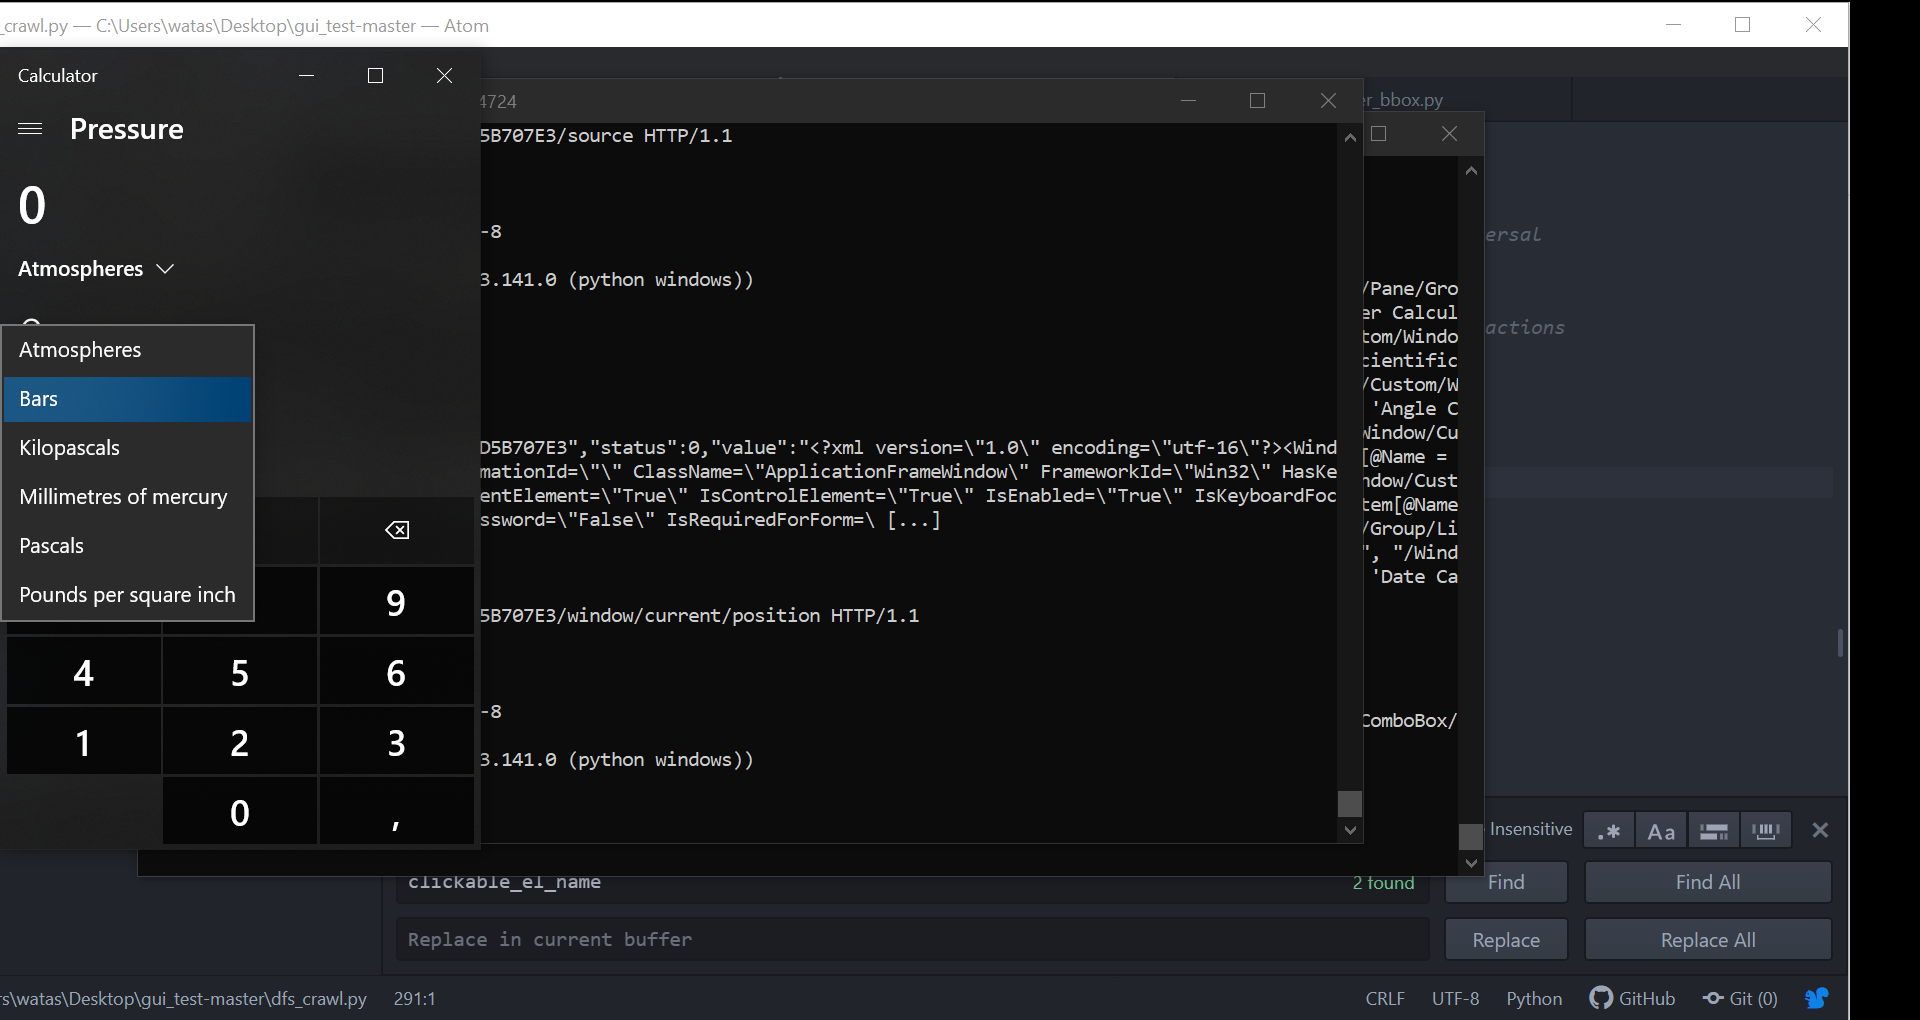 _crawl.py — C:\Users\watas\Desktop\gui_test-master — Atom
Calculator
Pressure
0
Atmospheres
Atmospheres
Bars
Kilopascals
Millimetres of mercury
Pascals
Pounds per square inch
9
4 5 6
1 2 3
0 ,
4724
5B707E3/source HTTP/1.1
-8
3.141.0 (python windows))
D5B707E3","status":0,"value":"<?xml version=\"1.0\" encoding=\"utf-16\"?><Wind
mationId=\"\" ClassName=\"ApplicationFrameWindow\" FrameworkId=\"Win32\" HasKe
entElement=\"True\" IsControlElement=\"True\" IsEnabled=\"True\" IsKeyboardFoc
ssword=\"False\" IsRequiredForForm=\ [...]
5B707E3/window/current/position HTTP/1.1
-8
3.141.0 (python windows))
er_bbox.py
/Pane/Gro
er Calcul
tom/Windo
cientific
/Custom/W
'Angle C
Window/Cu
[@Name =
ndow/Cust
tem[@Name
/Group/Li
", "/Wind
'Date Ca
ComboBox/
ersal
actions
Insensitive
.* Aa
clickable_el_name 2 found Find Find All
Replace in current buffer Replace Replace All
rs\watas\Desktop\gui_test-master\dfs_crawl.py 291:1 CRLF UTF-8 Python GitHub Git (0)